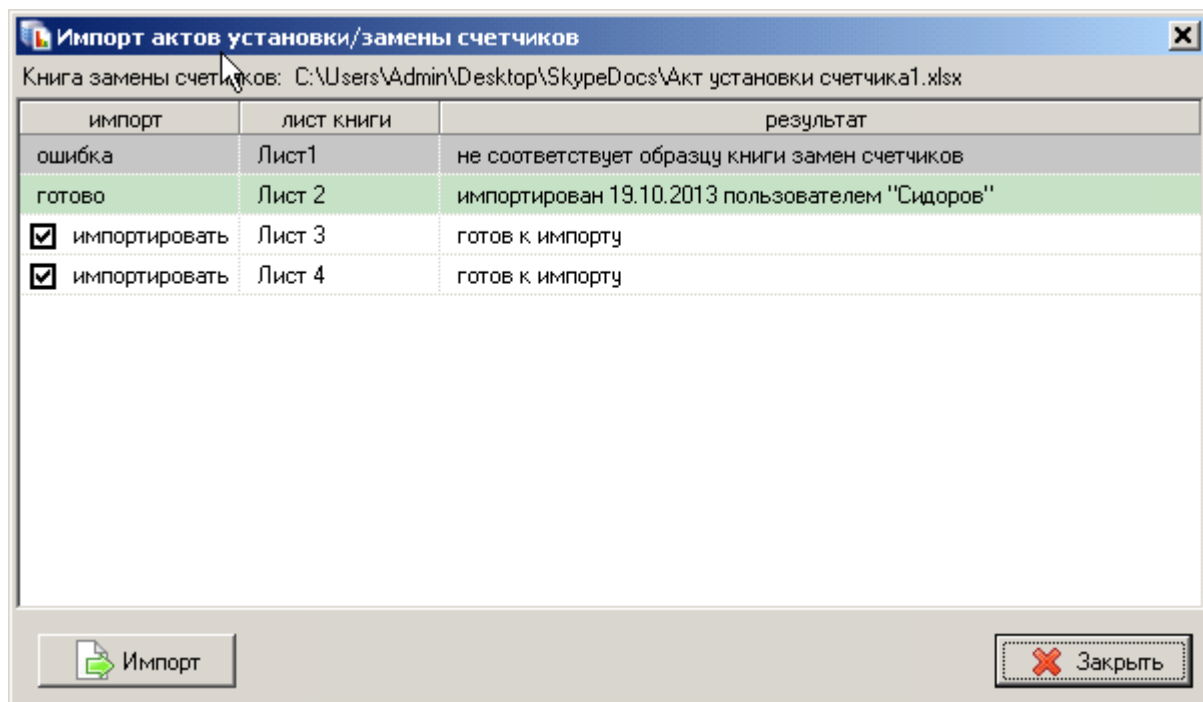 Импорт актов установки/замены счетчиков
Книга замены счетчиков: C:\Users\Admin\Desktop\SkypeDocs\Акт установки счетчика1.xlsx
импорт лист книги результат
ошибка Лист1 не соответствует образцу книги замен счетчиков
готово Лист 2 импортирован 19.10.2013 пользователем "Сидоров"
импортировать Лист 3 готов к импорту
импортировать Лист 4 готов к импорту
Импорт Закрыть